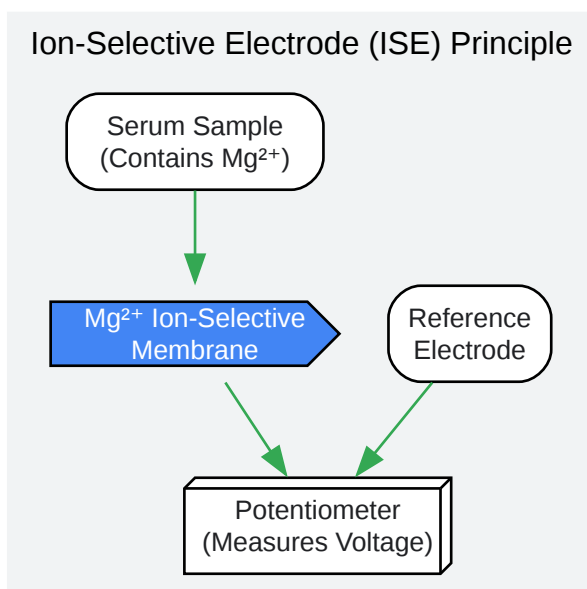 Ion-Selective Electrode (ISE) Principle
Serum Sample
(Contains Mg²⁺)
Mg²⁺ Ion-Selective
Membrane
Reference
Electrode
Potentiometer
(Measures Voltage)